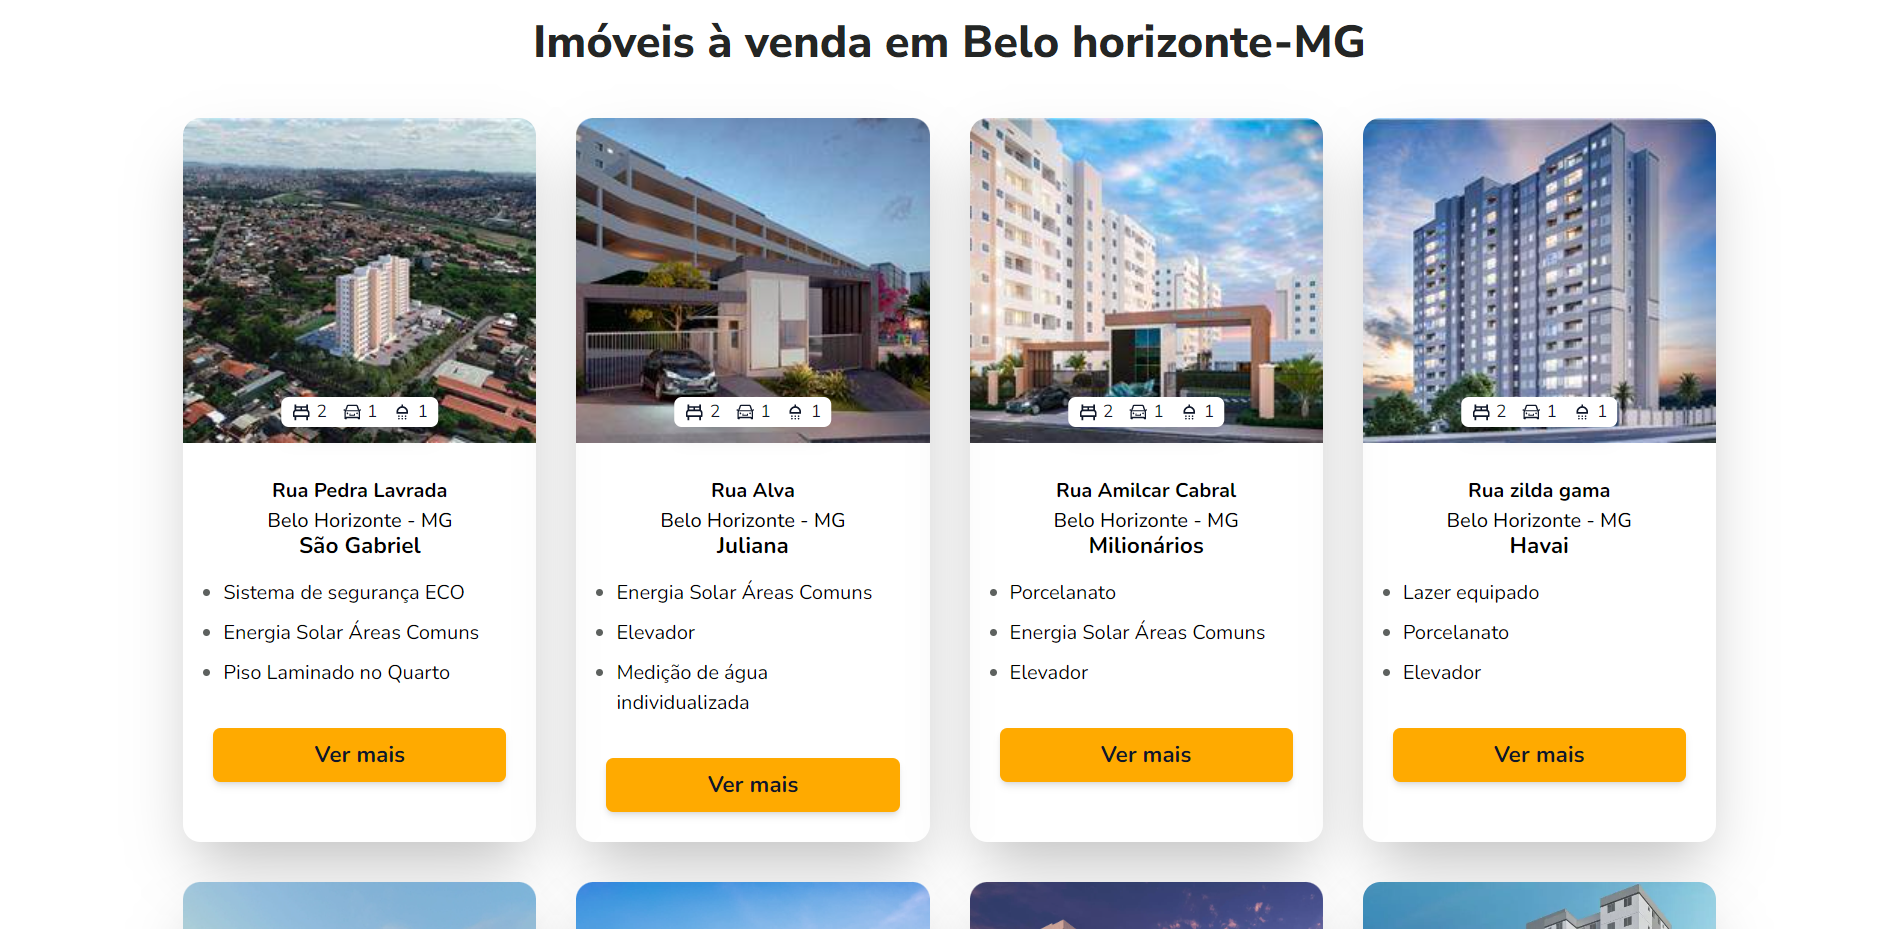 Imóveis à venda em Belo horizonte-MG
2 1 1
2 1 1
2 1 1
2 1 1
Rua Pedra Lavrada
Belo Horizonte - MG
São Gabriel
Sistema de segurança ECO
Energia Solar Áreas Comuns
Piso Laminado no Quarto
Ver mais
Rua Alva
Belo Horizonte - MG
Juliana
Energia Solar Áreas Comuns
Elevador
Medição de água
individualizada
Ver mais
Rua Amilcar Cabral
Belo Horizonte - MG
Milionários
Porcelanato
Energia Solar Áreas Comuns
Elevador
Ver mais
Rua zilda gama
Belo Horizonte - MG
Havai
Lazer equipado
Porcelanato
Elevador
Ver mais